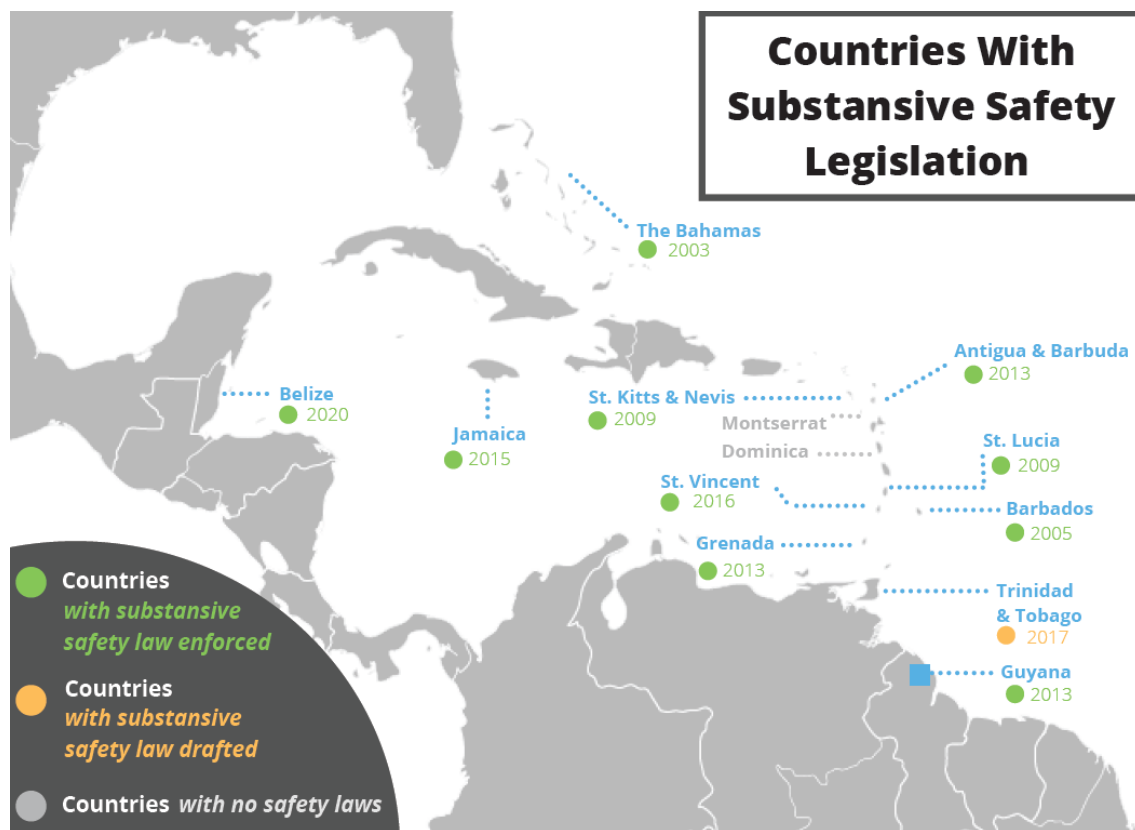 Countries With
Substansive Safety
Legislation
The Bahamas
2003
Antigua & Barbuda
2013
Belize
2020
St. Kitts & Nevis
2009
Montserrat
Dominica
Jamaica
2015
St. Lucia
2009
St. Vincent
2016
Barbados
2005
Grenada
2013
Trinidad
& Tobago
2017
Guyana
2013
Countries
with substansive
safety law enforced
Countries
with substansive
safety law drafted
Countries with no safety laws